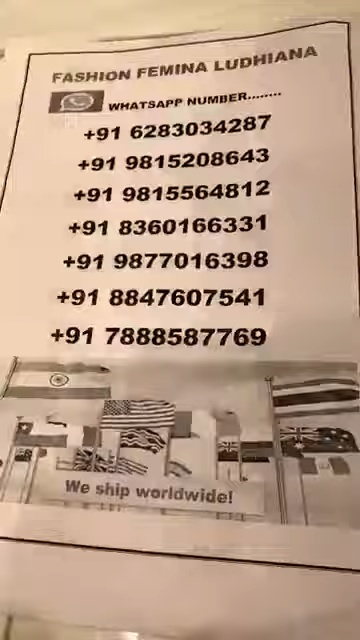 FASHION FEMINA LUDHIANA
WHATSAPP NUMBER........
+91 6283034287
+91 9815208643
+91 9815564812
+91 8360166331
+91 9877016398
+91 8847607541
+91 7888587769
We ship worldwide!